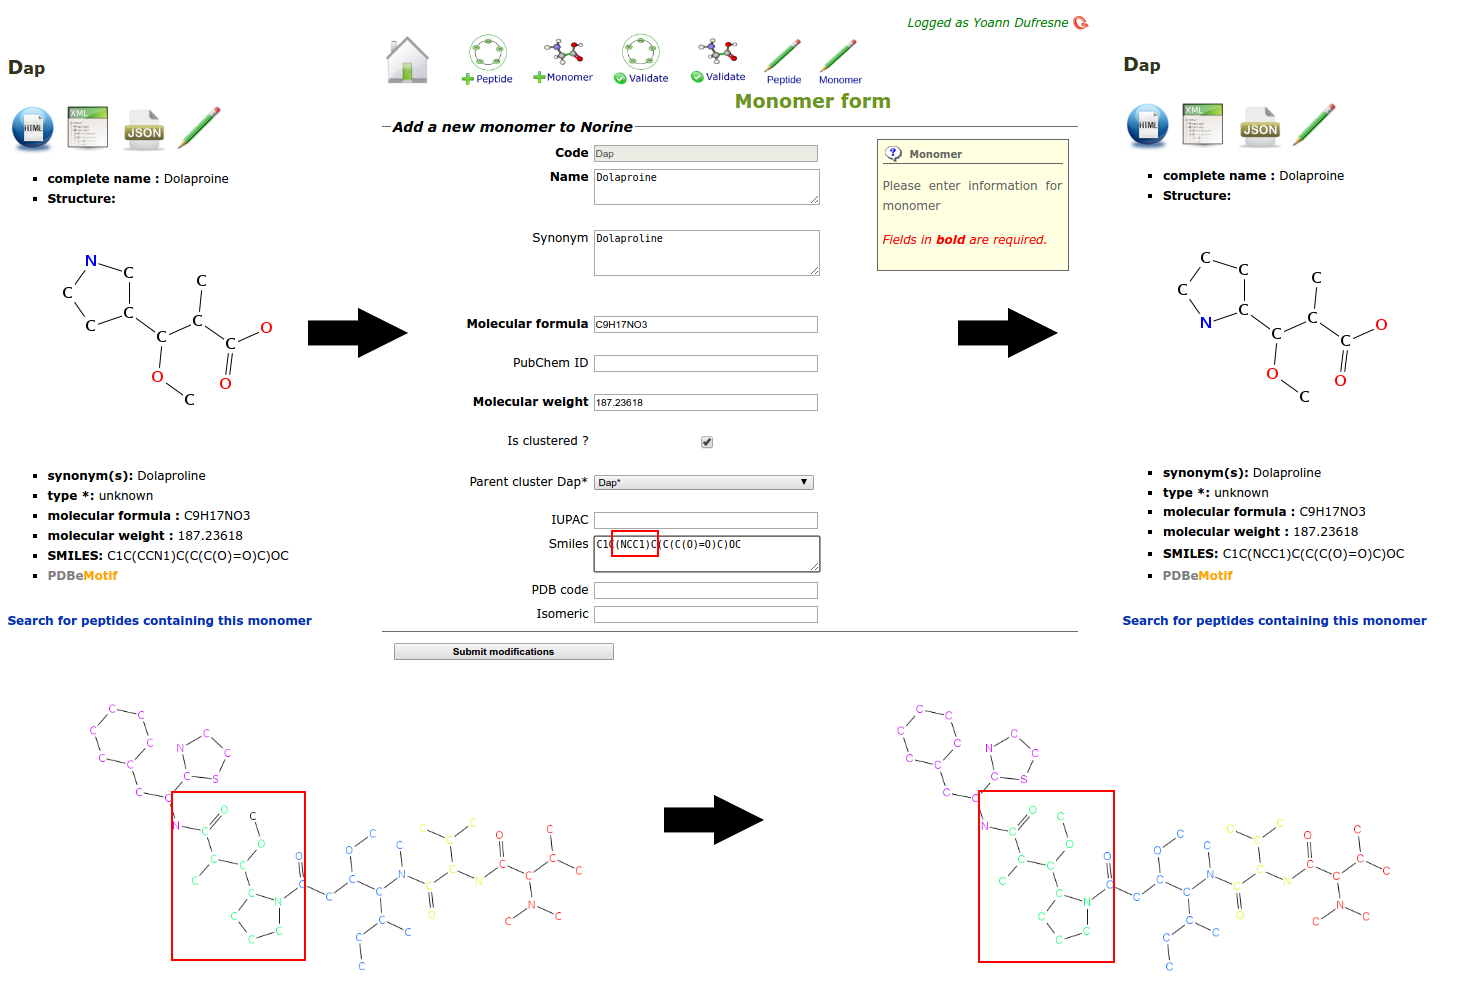 Logged as Yoann Dufresne
Dap
HTML
XML
JSON
complete name : Dolaproine
Structure:
N
C
C
C
C
C
C
C
C
O
O
O
C
synonym(s): Dolaproline
type *: unknown
molecular formula : C9H17NO3
molecular weight : 187.23618
SMILES: C1C(CCN1)C(C(C(O)=O)C)OC
PDBeMotif
Search for peptides containing this monomer
Peptide
Monomer
Validate
Validate
Peptide
Monomer
Monomer form
Add a new monomer to Norine
Code Dap
Name Dolaproine
Synonym Dolaproline
Molecular formula C9H17NO3
PubChem ID
Molecular weight 187.23618
Is clustered ?
Parent cluster Dap* Dap*
IUPAC
Smiles C1C(NCC1)C(C(C(O)=O)C)OC
PDB code
Isomeric
Submit modifications
? Monomer
Please enter information for
monomer
Fields in bold are required.
Dap
HTML
XML
JSON
complete name : Dolaproine
Structure:
C
C
C
C
N
C
C
C
C
O
O
O
C
synonym(s): Dolaproline
type *: unknown
molecular formula : C9H17NO3
molecular weight : 187.23618
SMILES: C1C(NCC1)C(C(C(O)=O)C)OC
PDBeMotif
Search for peptides containing this monomer